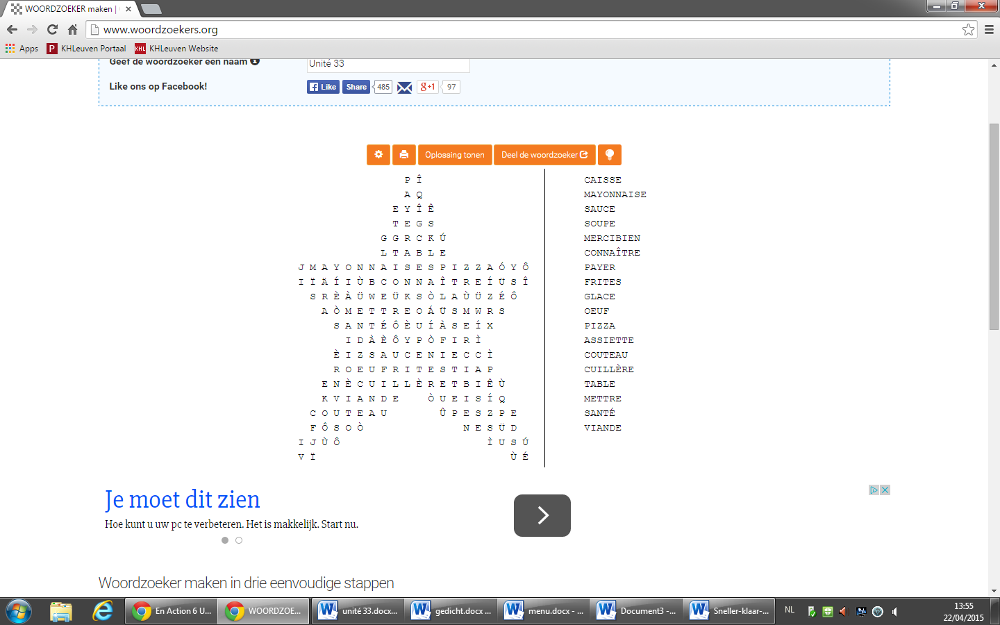 WOORDZOEKER maken |
www.woordzoekers.org
Apps KHLeuven Portaal KHLeuven Website
Geef de woordzoeker een naam
Unité 33
Like ons op Facebook!
Like Share 485 g+1 97
Oplossing tonen Deel de woordzoeker
P Î
A Q
E Y Î Ê
T E G S
G G R C K Ú
L T A B L E
J M A Y O N N A I S E S P I Z Z A Ó Y Ô
I Ï Ä Í I Ù B C O N N A Î T R E Í Ü S Î
S R È À Ü W E Ü K S Ò L A Ù Ü Z É Ô
A Ò M E T T R E O Á Ü S M W R S
S A N T É Ô È U Í À S E Í X
I D À È Ô Y P Ò F I R Ì
È I Z S A U C E N I E C C Ì
R O E U F R I T E S T I A P
E N È C U I L L È R E T B I Ê Ù
K V I A N D E Ò U E I S Í Q
C O U T E A U Û P E S Z P E
F Ô S O Ò N E S Ü D
I J Ù Ô Ì U S Ú
V Ï Ù É
CAISSE
MAYONNAISE
SAUCE
SOUPE
MERCIBIEN
CONNAÎTRE
PAYER
FRITES
GLACE
OEUF
PIZZA
ASSIETTE
COUTEAU
CUILLÈRE
TABLE
METTRE
SANTÉ
VIANDE
Je moet dit zien
Hoe kunt u uw pc te verbeteren. Het is makkelijk. Start nu.
Woordzoeker maken in drie eenvoudige stappen
En Action 6 U... WOORDZOE... unité 33.docx... gedicht.docx ... menu.docx - ... Document3 -... Sneller-klaar-... NL 13:55
22/04/2015